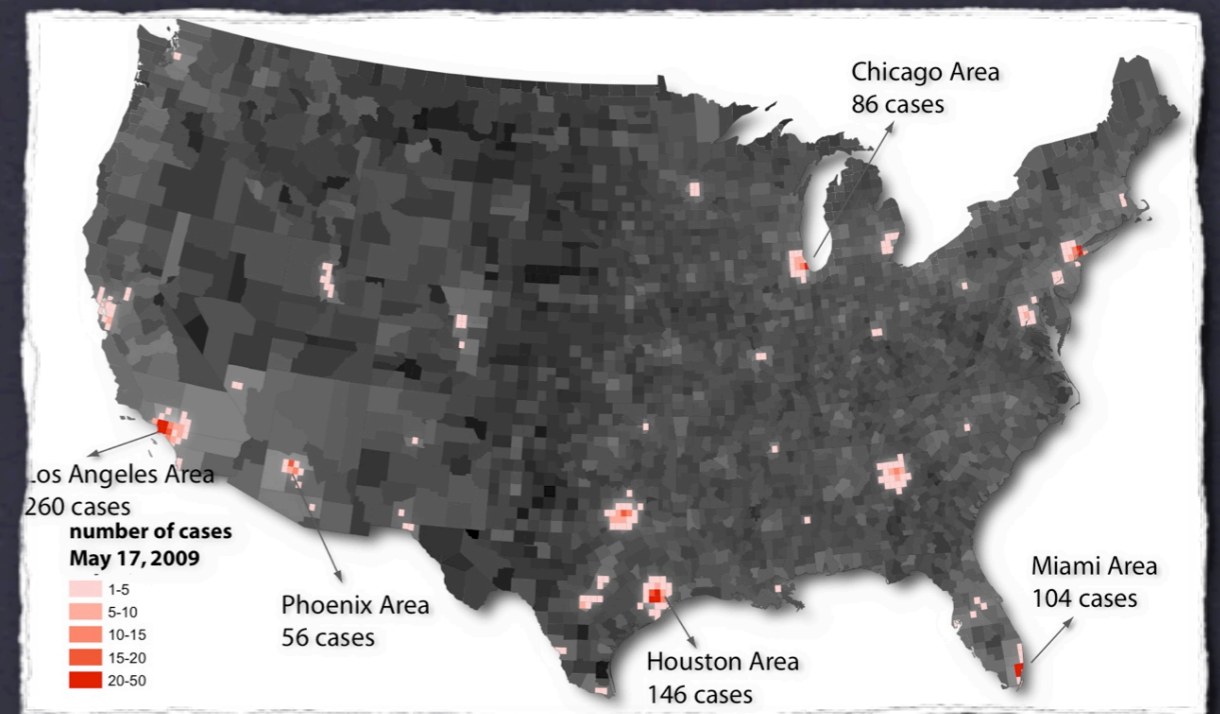 Chicago Area
86 cases
Los Angeles Area
260 cases
number of cases
May 17, 2009
1-5
5-10
10-15
15-20
20-50
Phoenix Area
56 cases
Houston Area
146 cases
Miami Area
104 cases